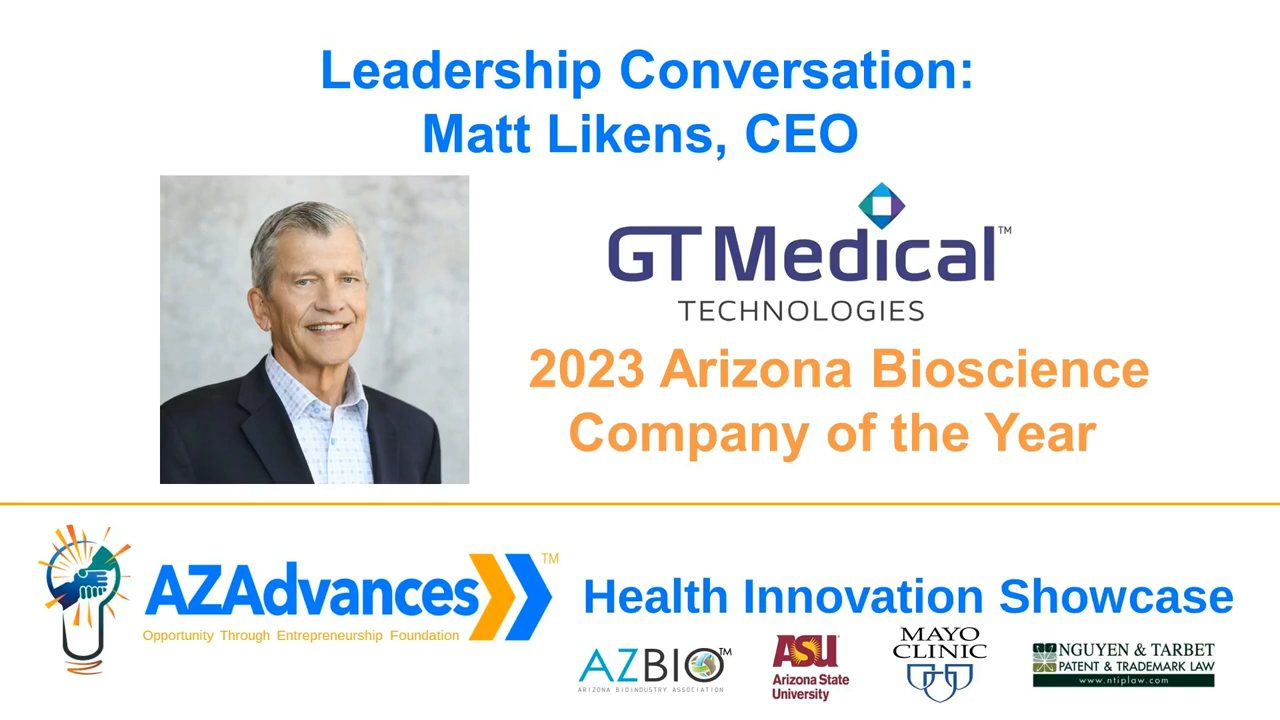 Leadership Conversation:
Matt Likens, CEO
GT Medical™
TECHNOLOGIES
2023 Arizona Bioscience
Company of the Year
AZAdvances™
Opportunity Through Entrepreneurship Foundation
Health Innovation Showcase
AZBIO™
ARIZONA BIOINDUSTRY ASSOCIATION
ASU
Arizona State
University
MAYO
CLINIC
NGUYEN & TARBET
PATENT & TRADEMARK LAW
www.ntiplaw.com